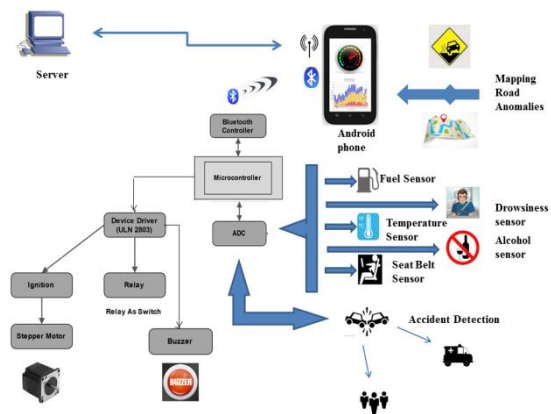 Server
Android
phone
Mapping
Road
Anomalies
Bluetooth
Controller
Microcontroller
Device Driver
(ULN 2803)
ADC
Fuel Sensor
Drowsiness
sensor
Temperature
Sensor
Alcohol
sensor
Seat Belt
Sensor
Ignition
Relay
Relay As Switch
Stepper Motor
Buzzer
BUZZER
Accident Detection